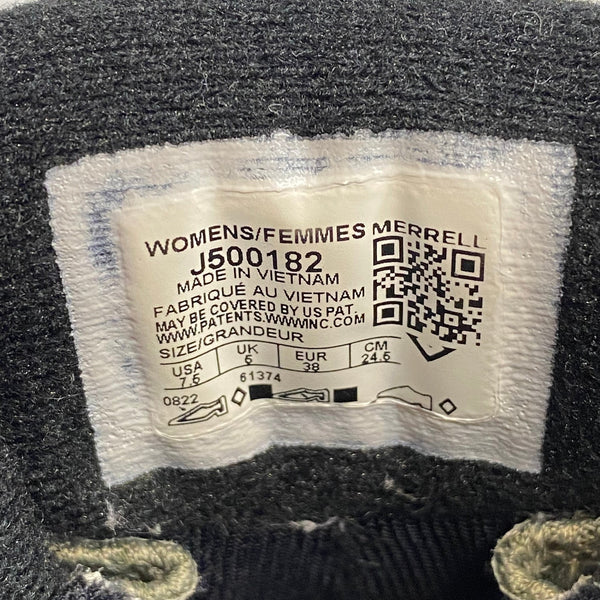 WOMENS/FEMMES MERRELL
J500182
MADE IN VIETNAM
FABRIQUÉ AU VIETNAM
MAY BE COVERED BY US PAT.
WWW.PATENTS.WWWINC.COM
SIZE/GRANDEUR
USA UK EUR CM
7.5 5 38 24.5
0822 61374